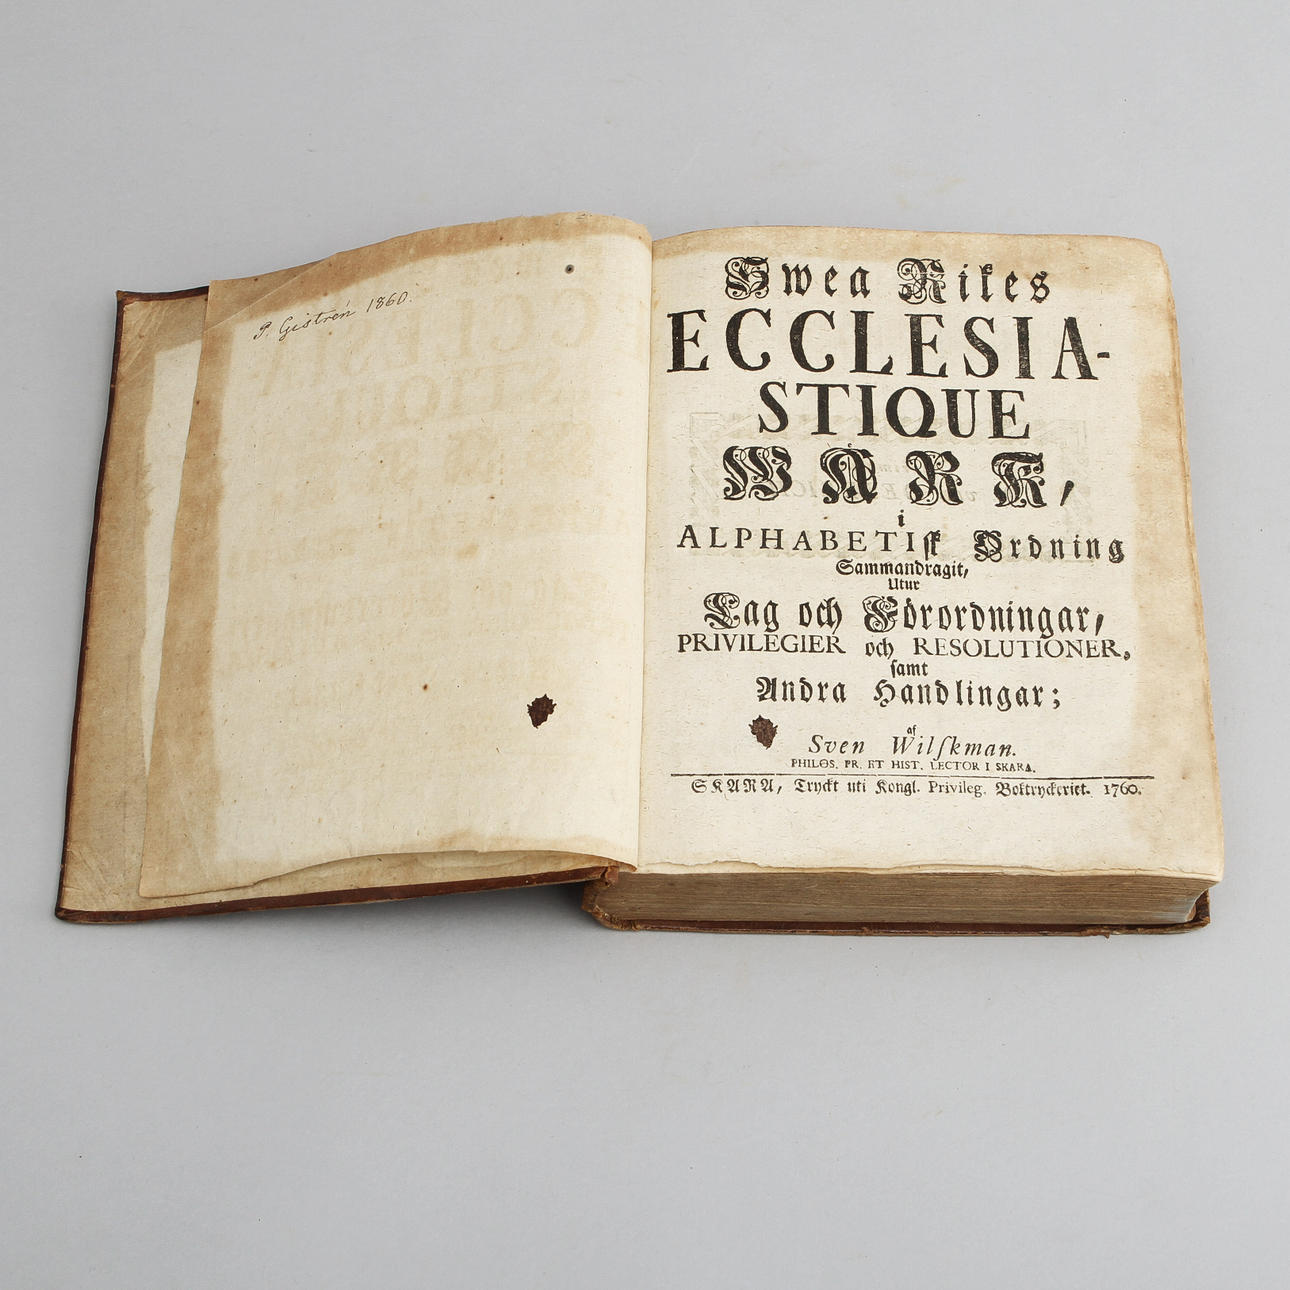 P. Gistrén 1860.
Swea Rikes
ECCLESIA-
STIQUE
WÄRK,
i
ALPHABETIſk Ordning
Sammandragit,
Utur
Lag och Förordningar,
PRIVILEGIER och RESOLUTIONER,
ſamt
Andra Handlingar;
af
Sven Wilſkman.
PHILOS. PR. ET HIST. LECTOR I SKARA.
SKARA, Tryckt uti Kongl. Privileg. Boktryckeriet. 1760.